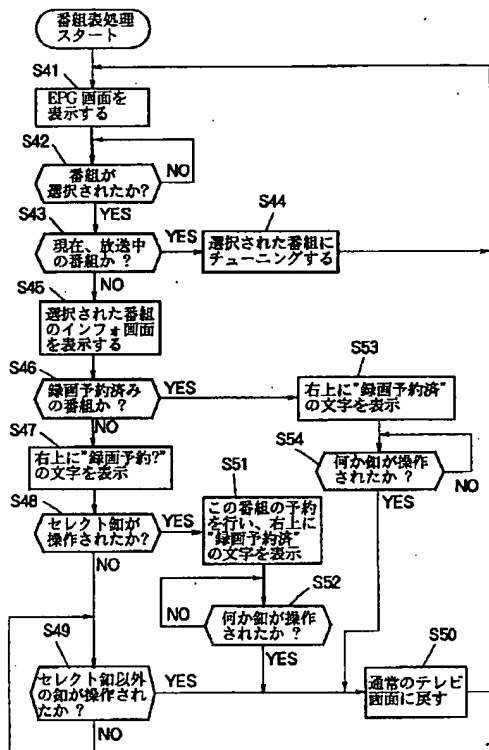 番組表処理
スタート
S41
EPG 画面を
表示する
S42
番組が
選択されたか?
NO
YES
S43
現在、放送中
の番組か ?
YES
NO
S44
選択された番組に
チューニングする
S45
選択された番組
のインフォ画面
を表示する
S46
録画予約済み
の番組か ?
YES
NO
S53
右上に"録画予約済"
の文字を表示
S54
何か釦が操作
されたか ?
NO
YES
S47
右上に"録画予約?"
の文字を表示
S48
セレクト釦が
操作されたか?
YES
NO
S51
この番組の予約
を行い、右上に
"録画予約済"
の文字を表示
S52
何か釦が操作
されたか ?
NO
YES
S49
セレクト釦以外
の釦が操作され
たか ?
YES
NO
S50
通常のテレビ
画面に戻す